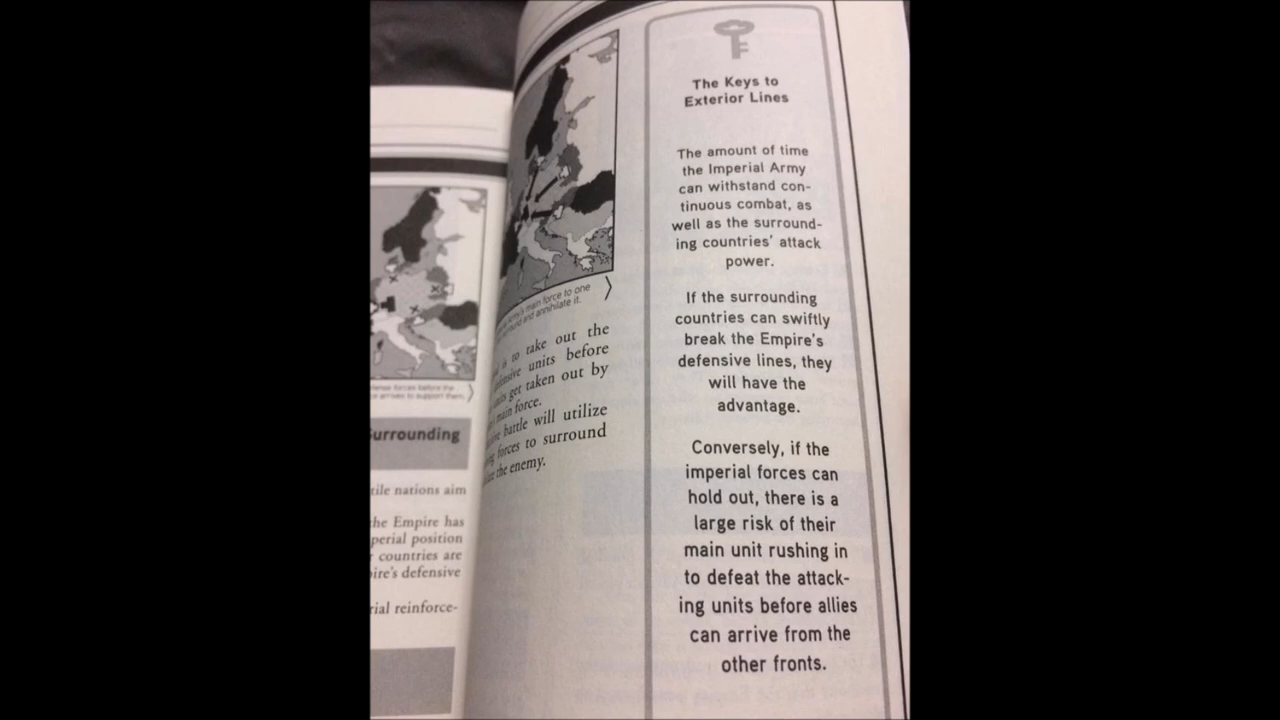 Surrounding
tile nations aim
the Empire has
perial position
countries are
ire's defensive
rial reinforce-
main force to one
surround and annihilate it.
is to take out the
units before
get taken out by
main force.
battle will utilize
forces to surround
the enemy.
The Keys to
Exterior Lines
The amount of time
the Imperial Army
can withstand con-
tinuous combat, as
well as the surround-
ing countries' attack
power.
If the surrounding
countries can swiftly
break the Empire's
defensive lines, they
will have the
advantage.
Conversely, if the
imperial forces can
hold out, there is a
large risk of their
main unit rushing in
to defeat the attack-
ing units before allies
can arrive from the
other fronts.